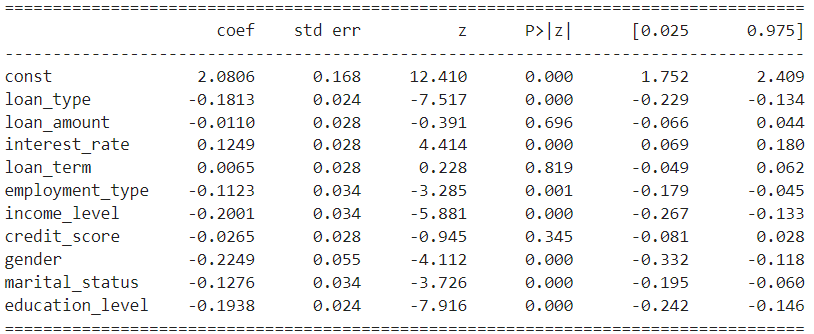 ==============================================================================
coef std err z P>|z| [0.025 0.975]
------------------------------------------------------------------------------
const 2.0806 0.168 12.410 0.000 1.752 2.409
loan_type -0.1813 0.024 -7.517 0.000 -0.229 -0.134
loan_amount -0.0110 0.028 -0.391 0.696 -0.066 0.044
interest_rate 0.1249 0.028 4.414 0.000 0.069 0.180
loan_term 0.0065 0.028 0.228 0.819 -0.049 0.062
employment_type -0.1123 0.034 -3.285 0.001 -0.179 -0.045
income_level -0.2001 0.034 -5.881 0.000 -0.267 -0.133
credit_score -0.0265 0.028 -0.945 0.345 -0.081 0.028
gender -0.2249 0.055 -4.112 0.000 -0.332 -0.118
marital_status -0.1276 0.034 -3.726 0.000 -0.195 -0.060
education_level -0.1938 0.024 -7.916 0.000 -0.242 -0.146
==============================================================================